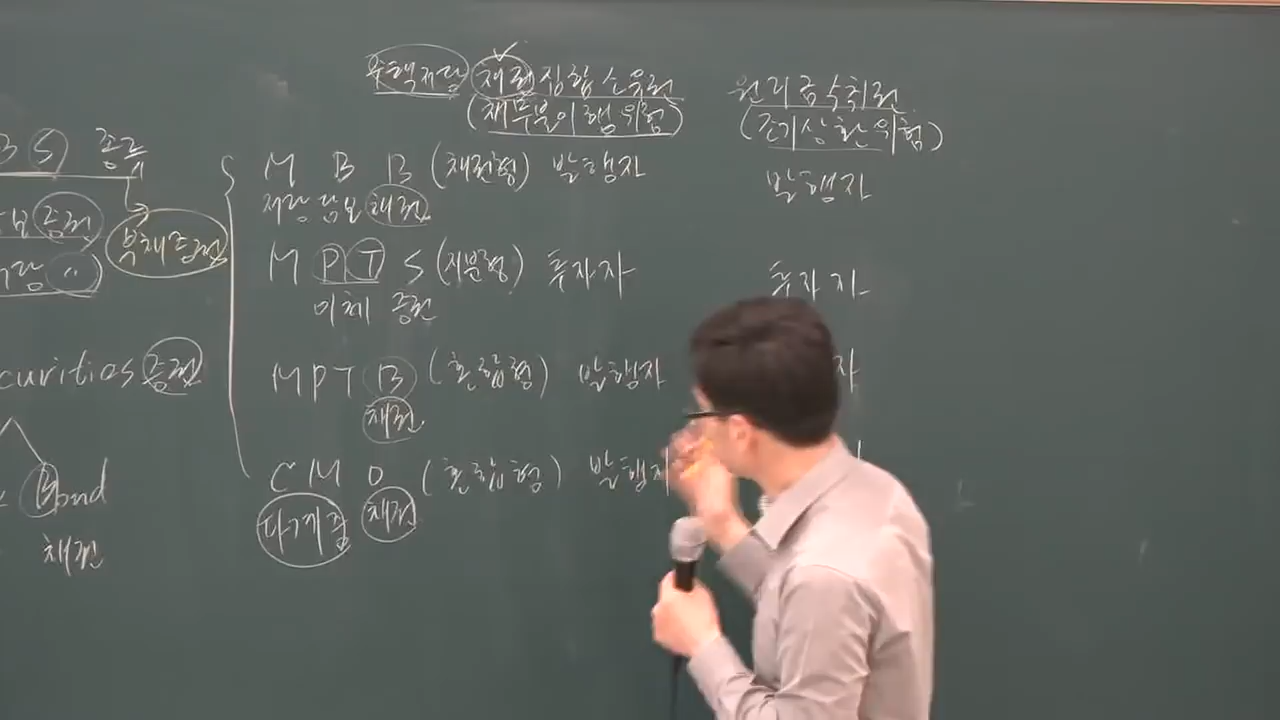 주택저당 채권 집합 소유권 원리금수취권
(채무불이행 위험) (조기상환 위험)
B S 종류
M B B (채권형) 발행자 발행자
저당 담보 채권
증권
부채증권
M P T S (지분형) 투자자 투자자
이체 증권
curities 증권
M P T B (혼합형) 발행자 자
채권
C M O (혼합형) 발행자
다계층 채권
Bond
채권